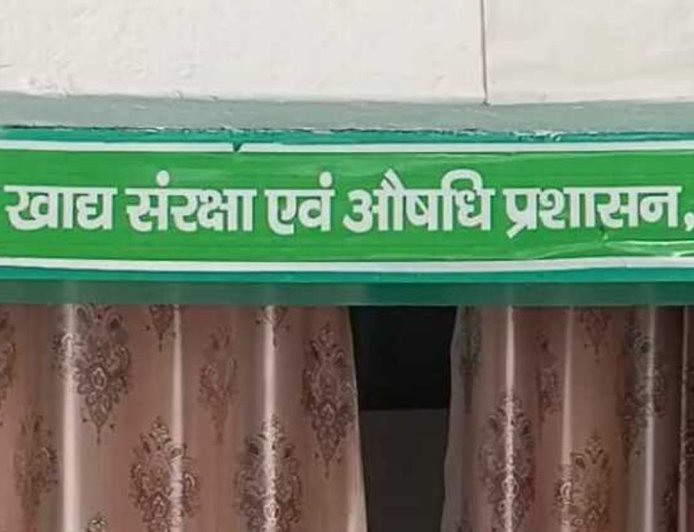 खाद्य संरक्षा एवं औषधि प्रशासन,